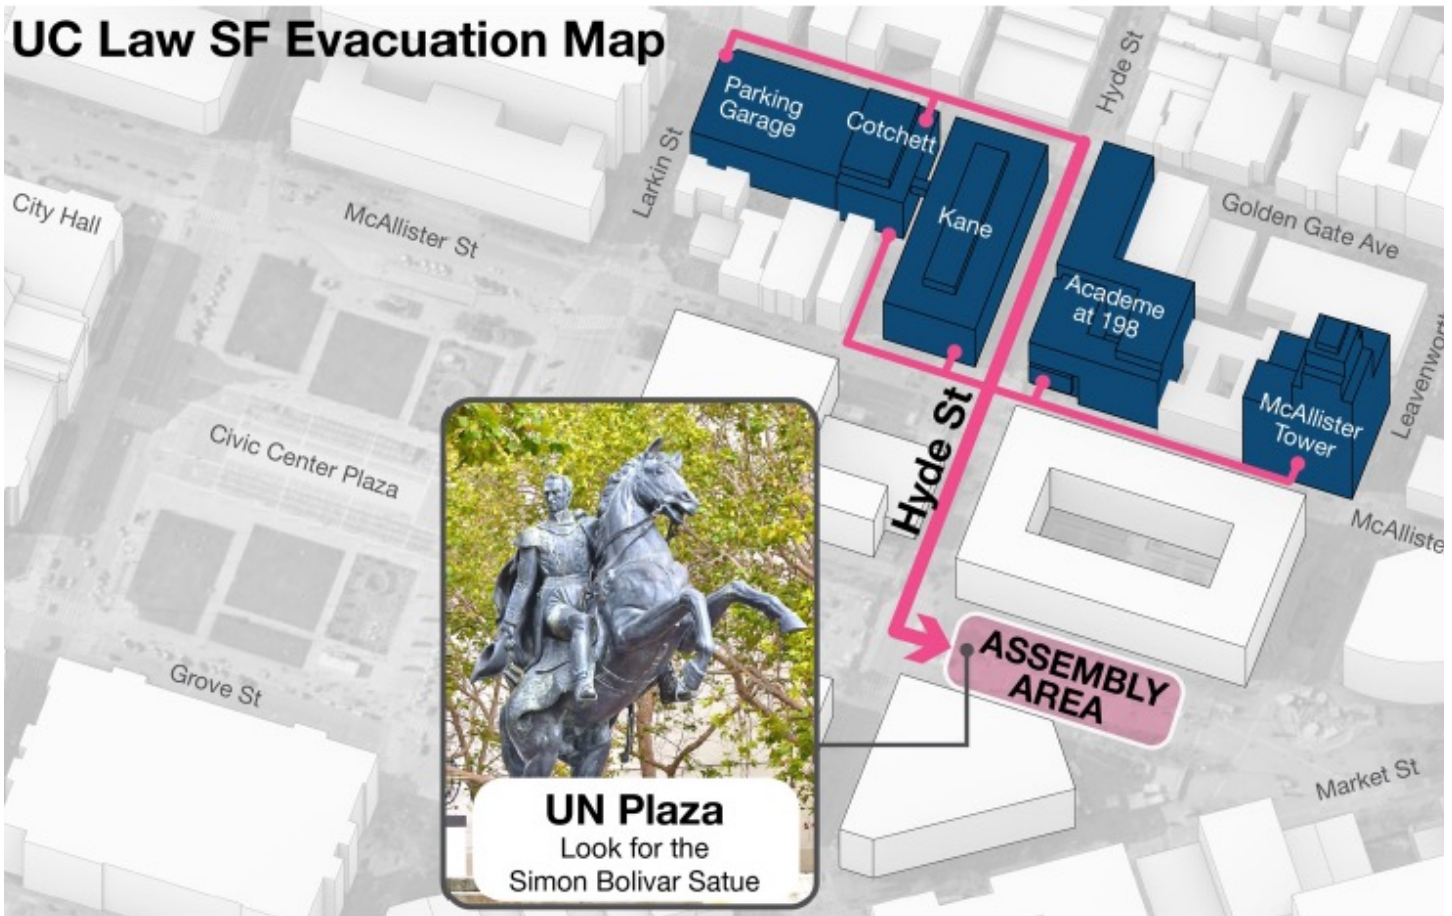 UC Law SF Evacuation Map
Hyde St
Parking
Garage
Cotchett
Larkin St
Kane
Golden Gate Ave
City Hall
McAllister St
Academe
at 198
McAllister
Tower
Leavenworth
Hyde St
Civic Center Plaza
McAlliste
ASSEMBLY
AREA
Grove St
Market St
UN Plaza
Look for the
Simon Bolivar Satue